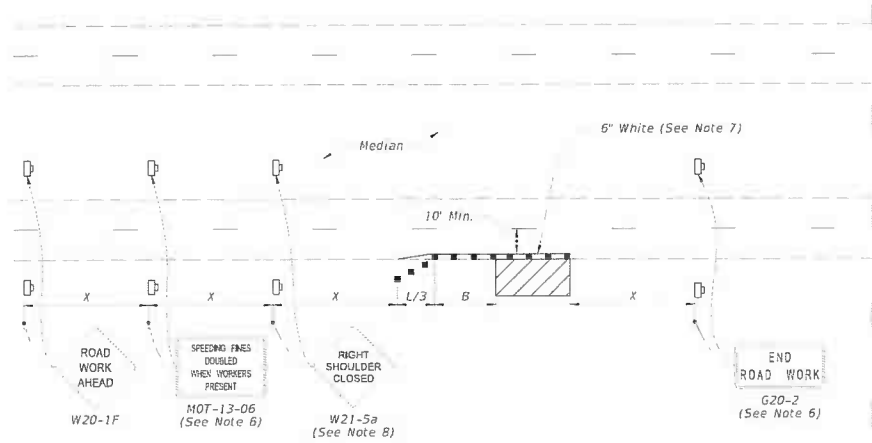 Median
6" White (See Note 7)
10' Min.
X
X
X
L/3
B
X
ROAD
WORK
AHEAD
W20-1F
SPEEDING FINES
DOUBLED
WHEN WORKERS
PRESENT
MOT-13-06
(See Note 6)
RIGHT
SHOULDER
CLOSED
W21-5a
(See Note 8)
END
ROAD WORK
G20-2
(See Note 6)